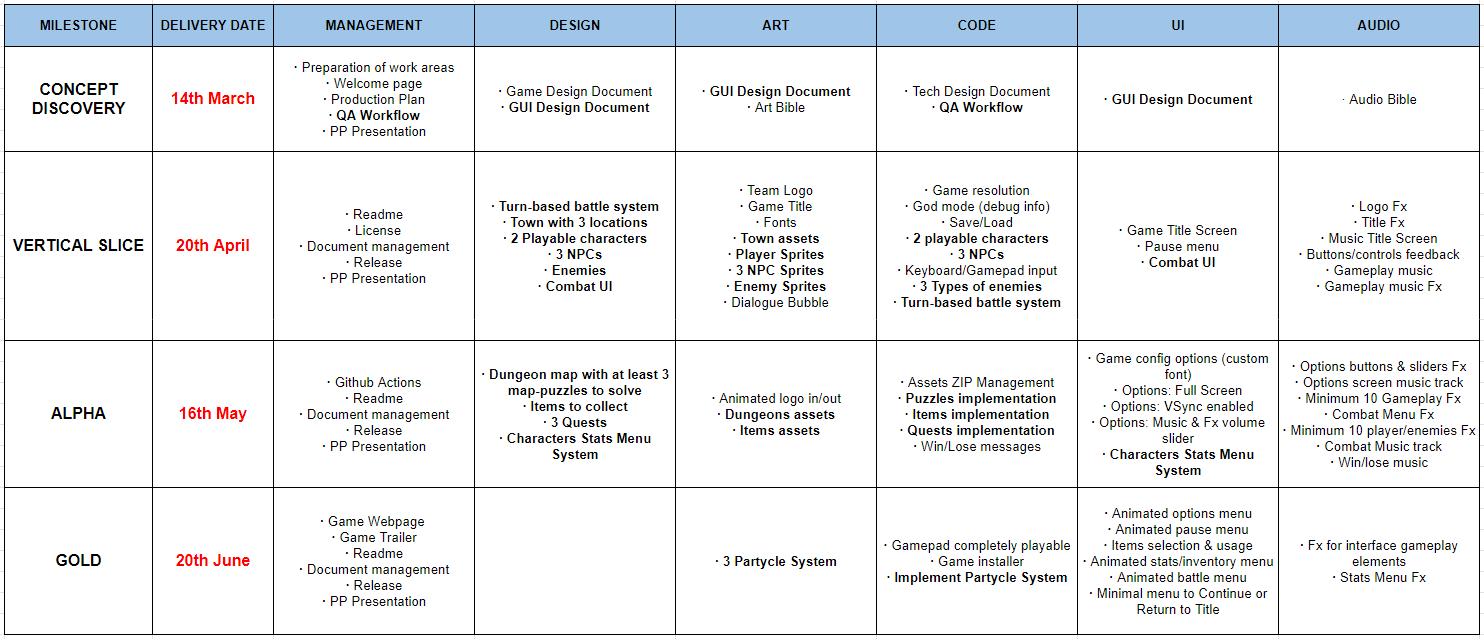 MILESTONE
DELIVERY DATE
MANAGEMENT
DESIGN
ART
CODE
UI
AUDIO
CONCEPT
DISCOVERY
14th March
· Preparation of work areas
· Welcome page
· Production Plan
· QA Workflow
· PP Presentation
· Game Design Document
· GUI Design Document
· GUI Design Document
· Art Bible
· Tech Design Document
· QA Workflow
· GUI Design Document
· Audio Bible
VERTICAL SLICE
20th April
· Readme
· License
· Document management
· Release
· PP Presentation
· Turn-based battle system
· Town with 3 locations
· 2 Playable characters
· 3 NPCs
· Enemies
· Combat UI
· Team Logo
· Game Title
· Fonts
· Town assets
· Player Sprites
· 3 NPC Sprites
· Enemy Sprites
· Dialogue Bubble
· Game resolution
· God mode (debug info)
· Save/Load
· 2 playable characters
· 3 NPCs
· Keyboard/Gamepad input
· 3 Types of enemies
· Turn-based battle system
· Game Title Screen
· Pause menu
· Combat UI
· Logo Fx
· Title Fx
· Music Title Screen
· Buttons/controls feedback
· Gameplay music
· Gameplay music Fx
ALPHA
16th May
· Github Actions
· Readme
· Document management
· Release
· PP Presentation
· Dungeon map with at least 3
map-puzzles to solve
· Items to collect
· 3 Quests
· Characters Stats Menu
System
· Animated logo in/out
· Dungeons assets
· Items assets
· Assets ZIP Management
· Puzzles implementation
· Items implementation
· Quests implementation
· Win/Lose messages
· Game config options (custom
font)
· Options: Full Screen
· Options: VSync enabled
· Options: Music & Fx volume
slider
· Characters Stats Menu
System
· Options buttons & sliders Fx
· Options screen music track
· Minimum 10 Gameplay Fx
· Combat Menu Fx
· Minimum 10 player/enemies Fx
· Combat Music track
· Win/lose music
GOLD
20th June
· Game Webpage
· Game Trailer
· Readme
· Document management
· Release
· PP Presentation
· 3 Partycle System
· Gamepad completely playable
· Game installer
· Implement Partycle System
· Animated options menu
· Animated pause menu
· Items selection & usage
· Animated stats/inventory menu
· Animated battle menu
· Minimal menu to Continue or
Return to Title
· Fx for interface gameplay
elements
· Stats Menu Fx